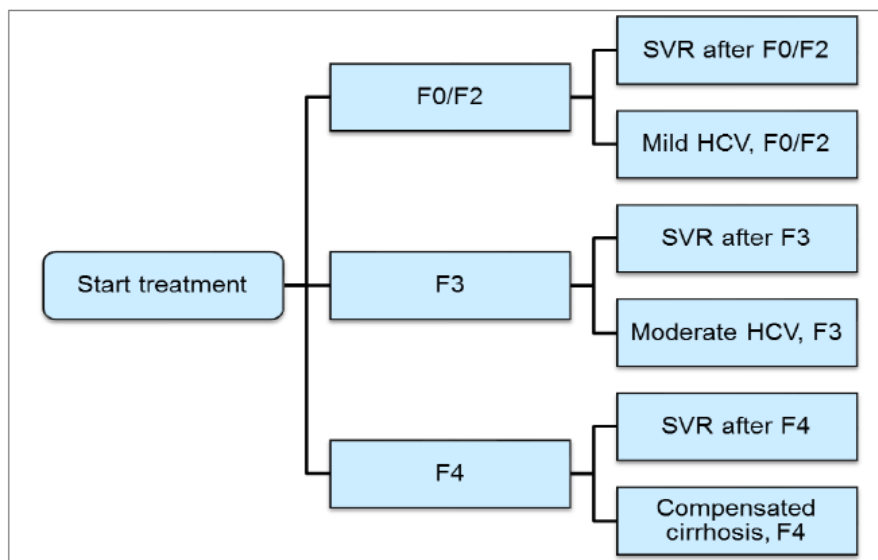 SVR after F0/F2
F0/F2
Mild HCV, F0/F2
SVR after F3
Start treatment
F3
Moderate HCV, F3
SVR after F4
F4
Compensated
cirrhosis, F4